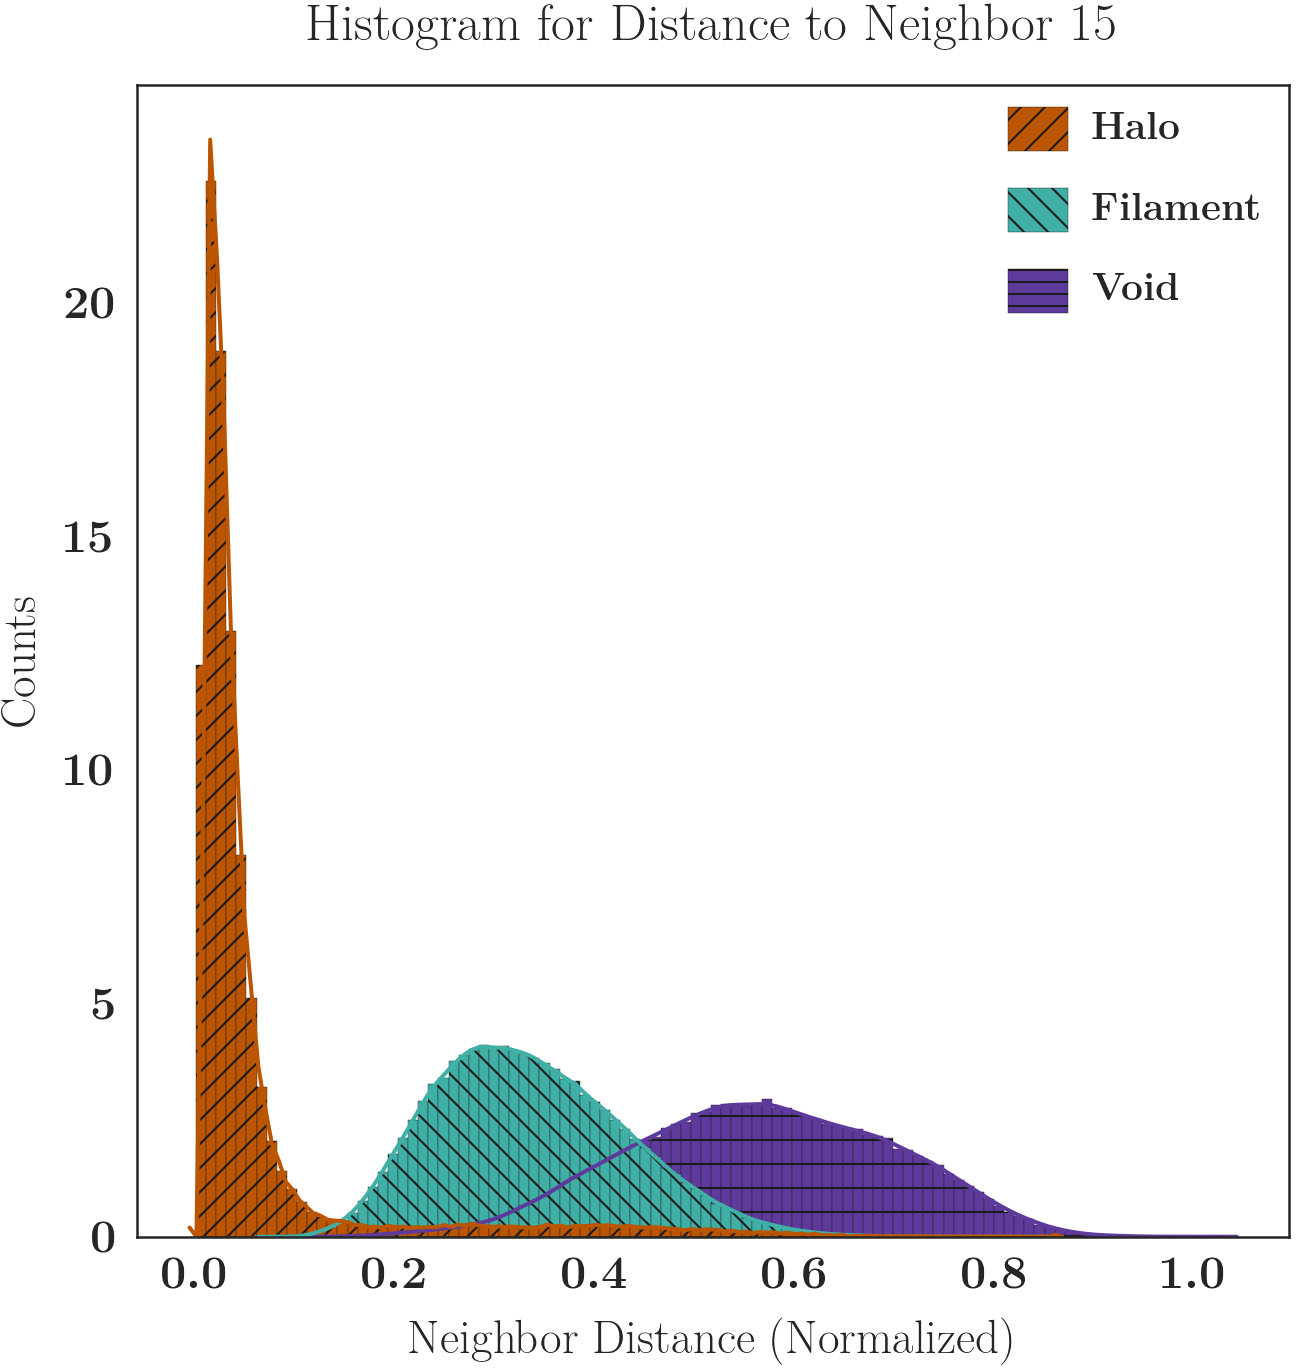 Histogram for Distance to Neighbor 15
Halo
Filament
Void
20
15
10
5
0
Counts
0.0 0.2 0.4 0.6 0.8 1.0
Neighbor Distance (Normalized)